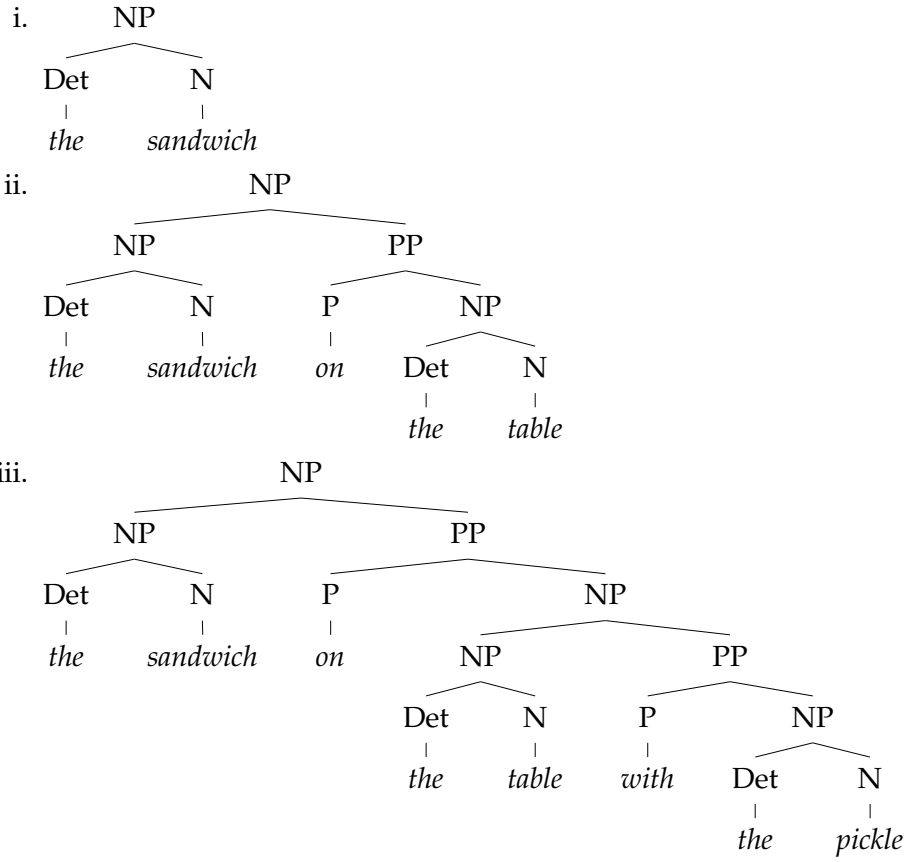 i. NP
Det N
the sandwich
ii. NP
NP PP
Det N P NP
the sandwich on Det N
the table
iii. NP
NP PP
Det N P NP
the sandwich on NP PP
Det N P NP
the table with Det N
the pickle